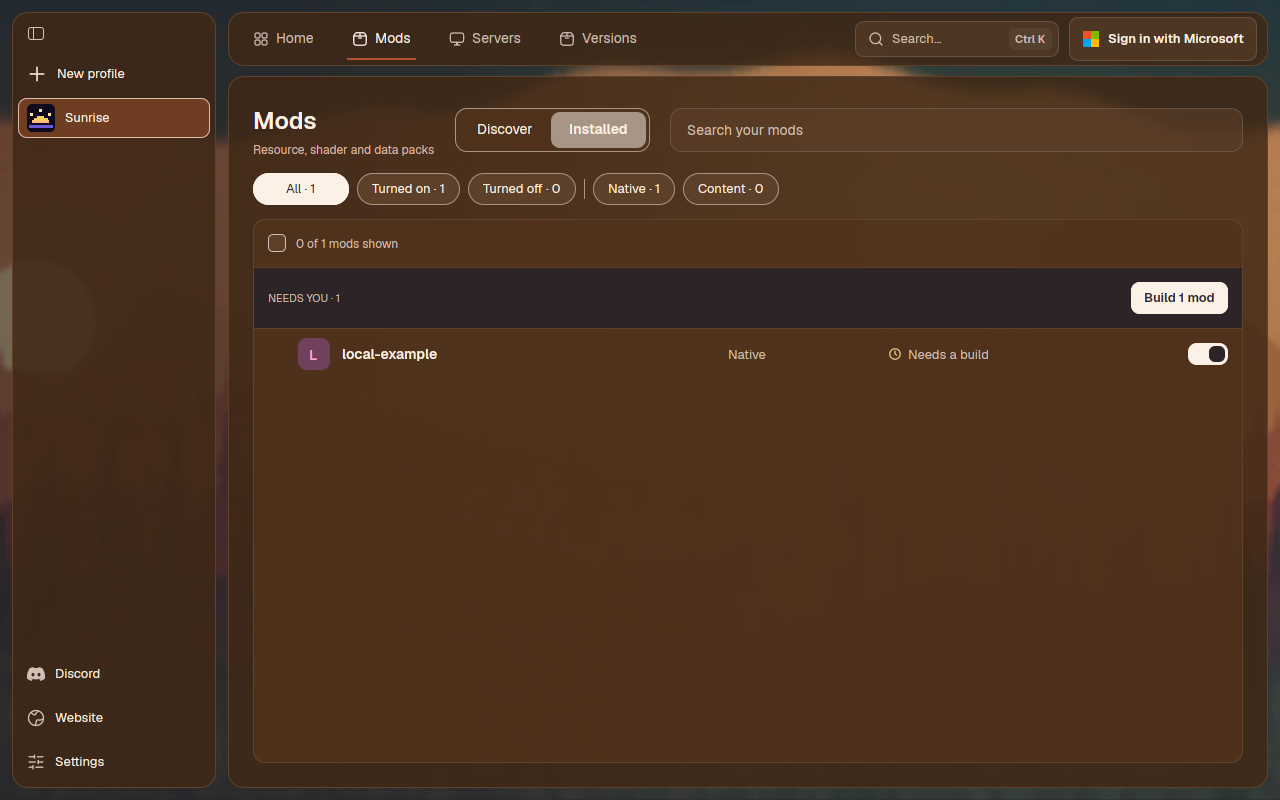 Home
Mods
Servers
Versions
Search...
Ctrl K
Sign in with Microsoft
New profile
Sunrise
Mods
Resource, shader and data packs
Discover
Installed
Search your mods
All · 1
Turned on · 1
Turned off · 0
Native · 1
Content · 0
0 of 1 mods shown
NEEDS YOU · 1
Build 1 mod
L
local-example
Native
Needs a build
Discord
Website
Settings